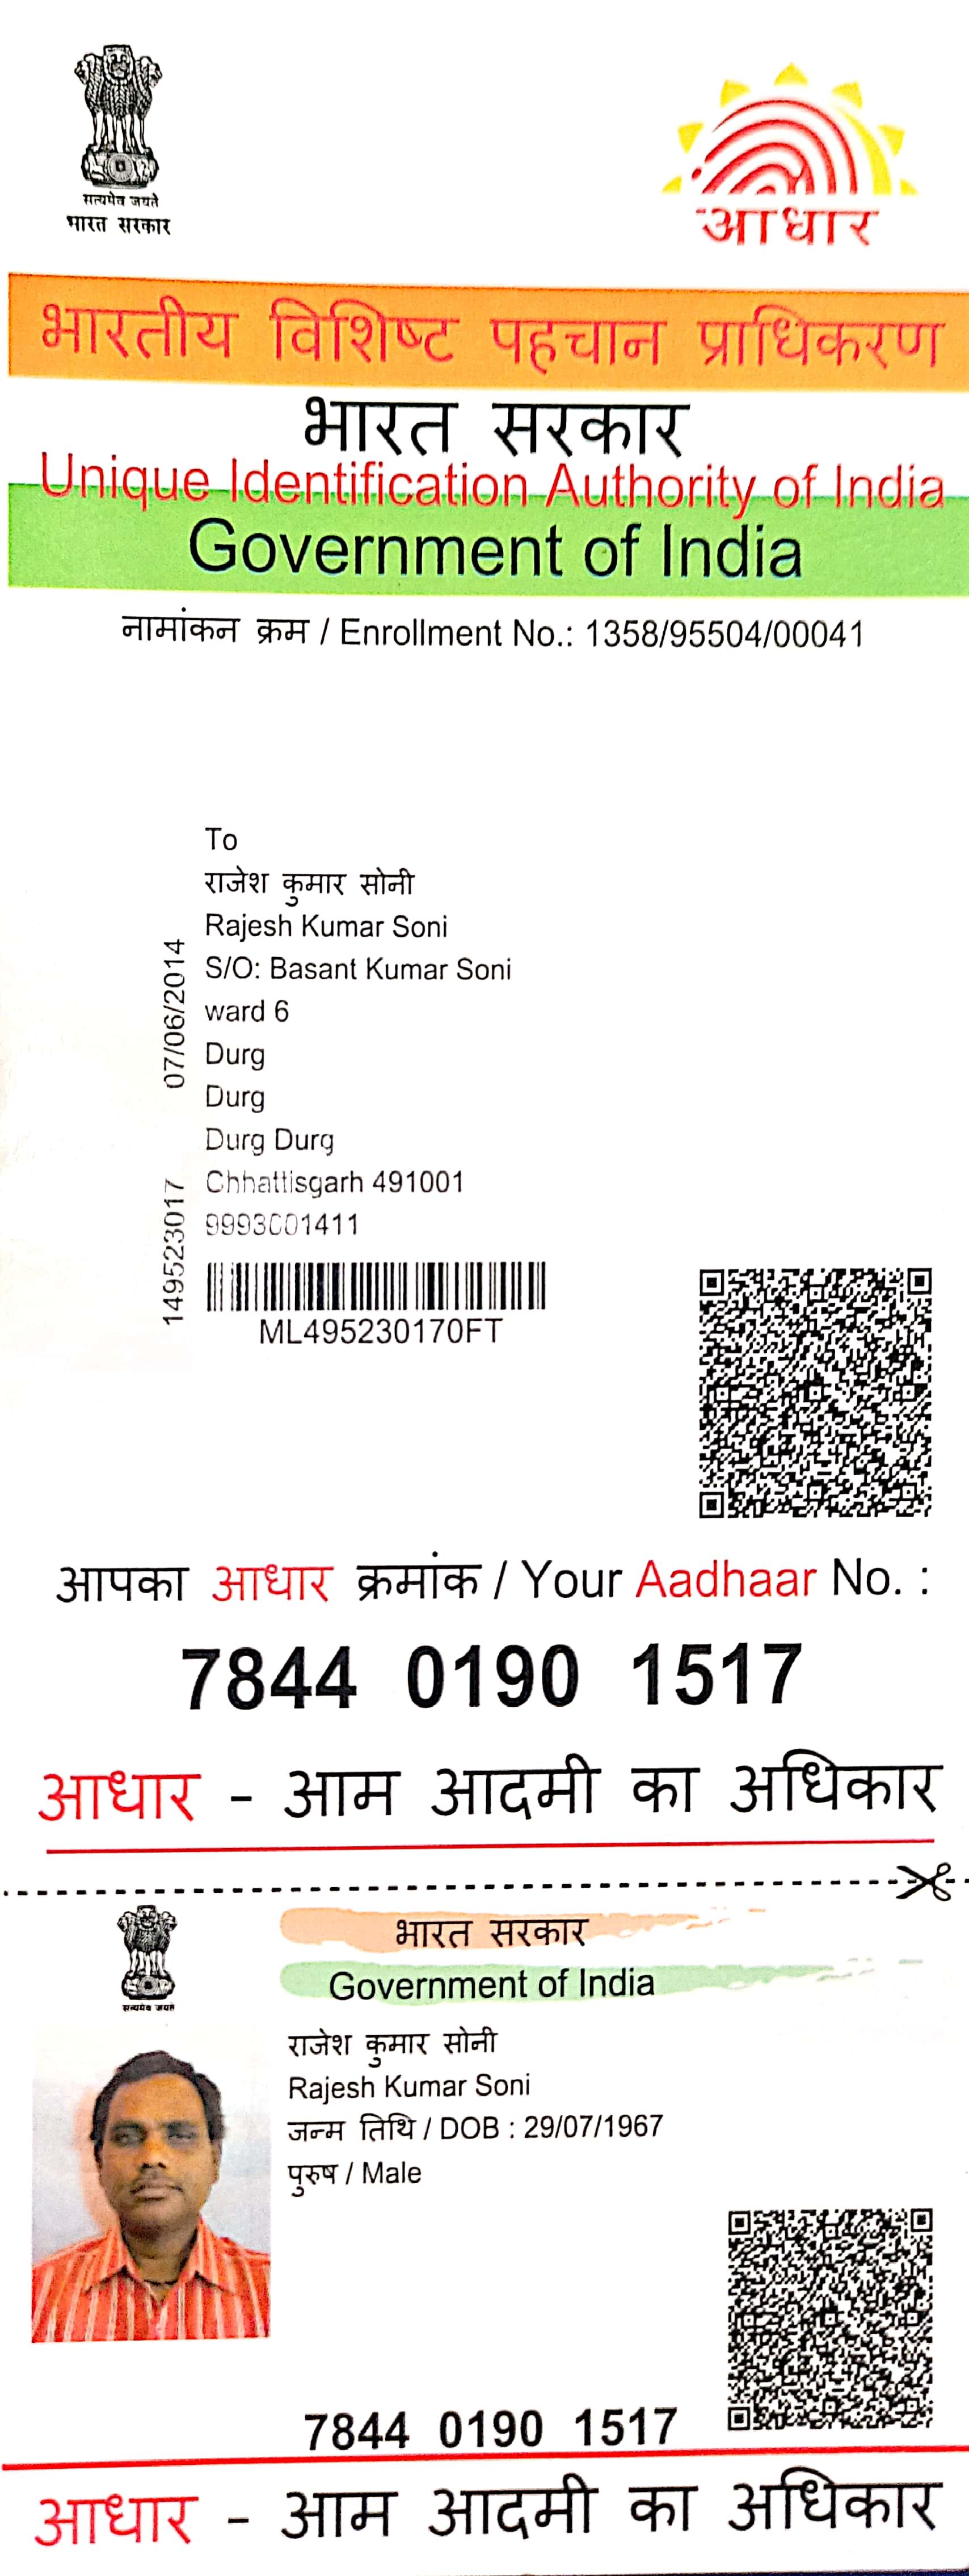 सत्यमेव जयते
भारत सरकार
आधार
भारतीय विशिष्ट पहचान प्राधिकरण
भारत सरकार
Unique Identification Authority of India
Government of India
नामांकन क्रम / Enrollment No.: 1358/95504/00041
To
राजेश कुमार सोनी
Rajesh Kumar Soni
S/O: Basant Kumar Soni
ward 6
Durg
Durg
Durg Durg
Chhattisgarh 491001
07/06/2014
149523017
ML495230170FT
आपका आधार क्रमांक / Your Aadhaar No. :
7844 0190 1517
आधार - आम आदमी का अधिकार
सत्यमेव जयते
भारत सरकार
Government of India
राजेश कुमार सोनी
Rajesh Kumar Soni
जन्म तिथि / DOB : 29/07/1967
पुरुष / Male
7844 0190 1517
आधार - आम आदमी का अधिकार